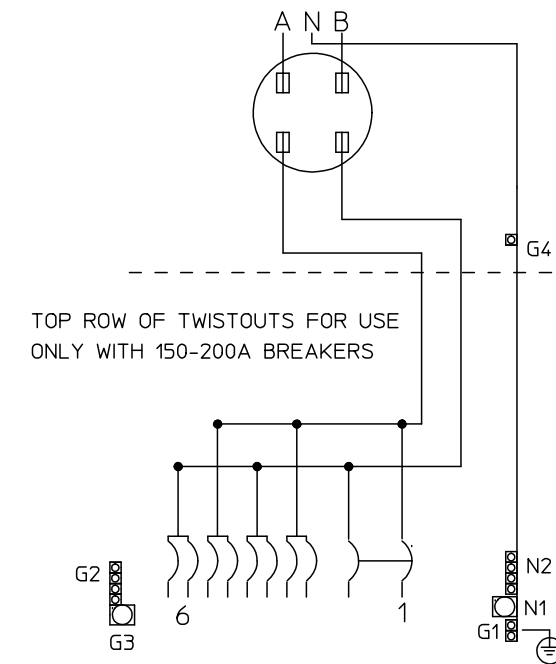 A N B
G4
TOP ROW OF TWISTOUTS FOR USE
ONLY WITH 150-200A BREAKERS
G2
N2
6
1
N1
G3
G1